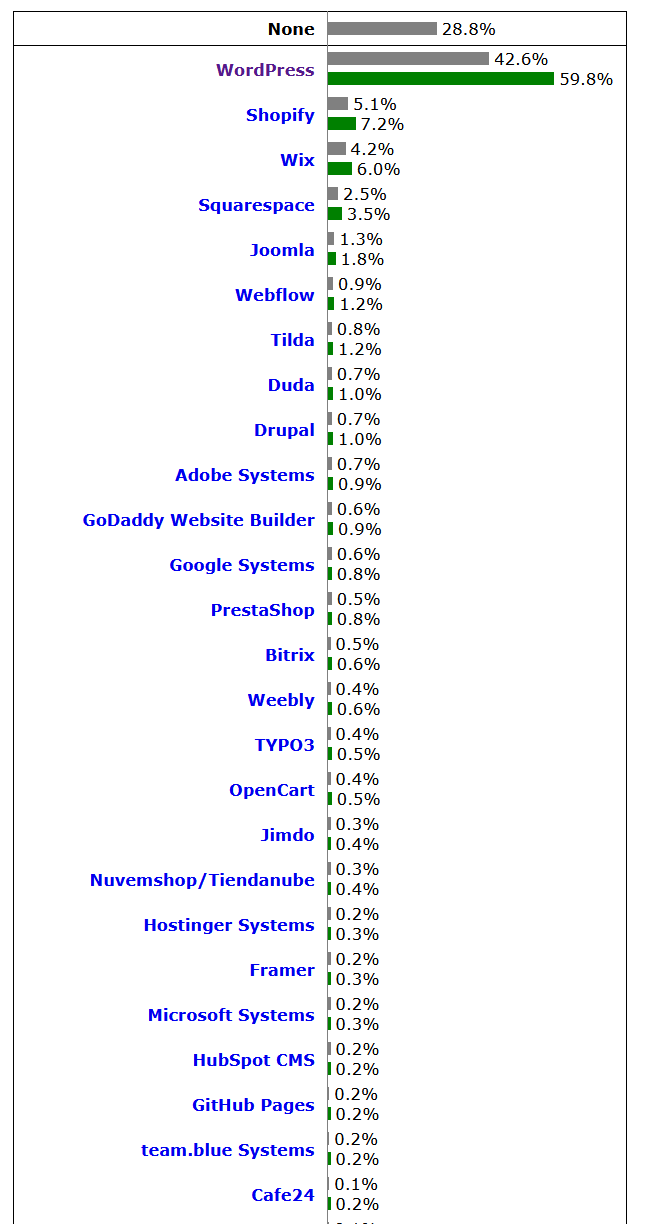 None 28.8%
WordPress 42.6%
59.8%
Shopify 5.1%
7.2%
Wix 4.2%
6.0%
Squarespace 2.5%
3.5%
Joomla 1.3%
1.8%
Webflow 0.9%
1.2%
Tilda 0.8%
1.2%
Duda 0.7%
1.0%
Drupal 0.7%
1.0%
Adobe Systems 0.7%
0.9%
GoDaddy Website Builder 0.6%
0.9%
Google Systems 0.6%
0.8%
PrestaShop 0.5%
0.8%
Bitrix 0.5%
0.6%
Weebly 0.4%
0.6%
TYPO3 0.4%
0.5%
OpenCart 0.4%
0.5%
Jimdo 0.3%
0.4%
Nuvemshop/Tiendanube 0.3%
0.4%
Hostinger Systems 0.2%
0.3%
Framer 0.2%
0.3%
Microsoft Systems 0.2%
0.3%
HubSpot CMS 0.2%
0.2%
GitHub Pages 0.2%
0.2%
team.blue Systems 0.2%
0.2%
Cafe24 0.1%
0.2%